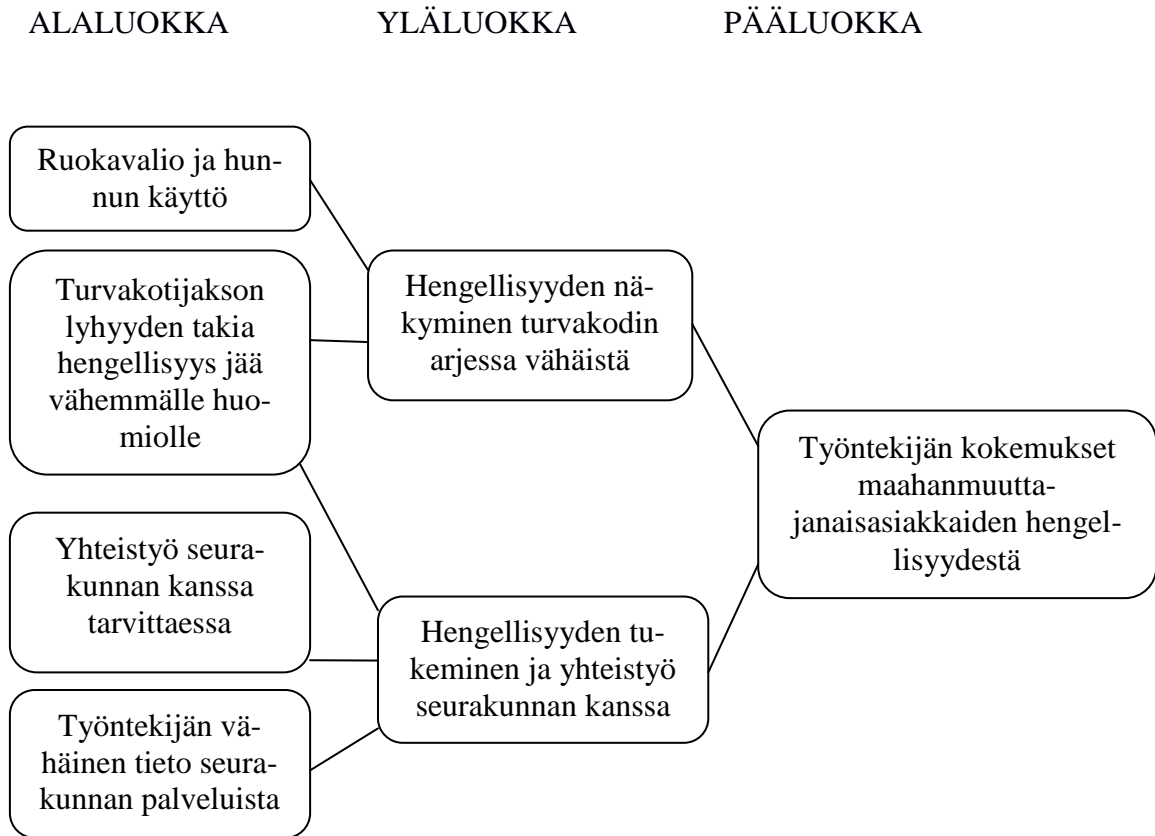 ALALUOKKA YLÄLUOKKA PÄÄLUOKKA
Ruokavalio ja hun-
nun käyttö
Turvakotijakson
lyhyyden takia
hengellisyys jää
vähemmälle huo-
miolle
Yhteistyö seura-
kunnan kanssa
tarvittaessa
Työntekijän vä-
häinen tieto seura-
kunnan palveluista
Hengellisyyden nä-
kyminen turvakodin
arjessa vähäistä
Hengellisyyden tu-
keminen ja yhteistyö
seurakunnan kanssa
Työntekijän kokemukset
maahanmuutta-
janaisasiakkaiden hengel-
lisyydestä